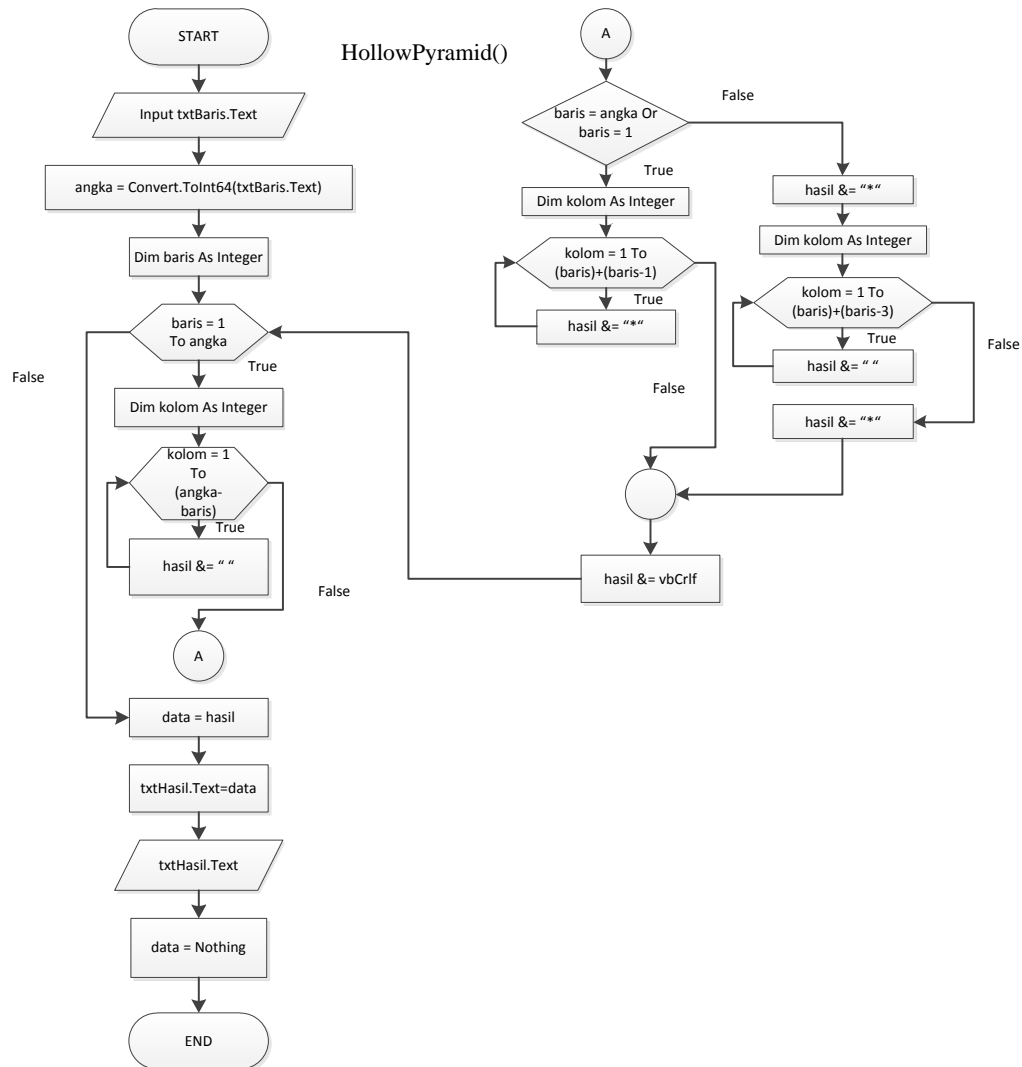 START
HollowPyramid()
Input txtBaris.Text
angka = Convert.ToInt64(txtBaris.Text)
Dim baris As Integer
baris = 1
To angka
False
True
Dim kolom As Integer
kolom = 1
To
(angka-
baris)
True
hasil &= “ “
False
A
data = hasil
txtHasil.Text=data
txtHasil.Text
data = Nothing
END
A
baris = angka Or
baris = 1
False
True
Dim kolom As Integer
kolom = 1 To
(baris)+(baris-1)
True
hasil &= “*“
False
hasil &= “*“
Dim kolom As Integer
kolom = 1 To
(baris)+(baris-3)
True
False
hasil &= “ “
hasil &= “*“
hasil &= vbCrlf